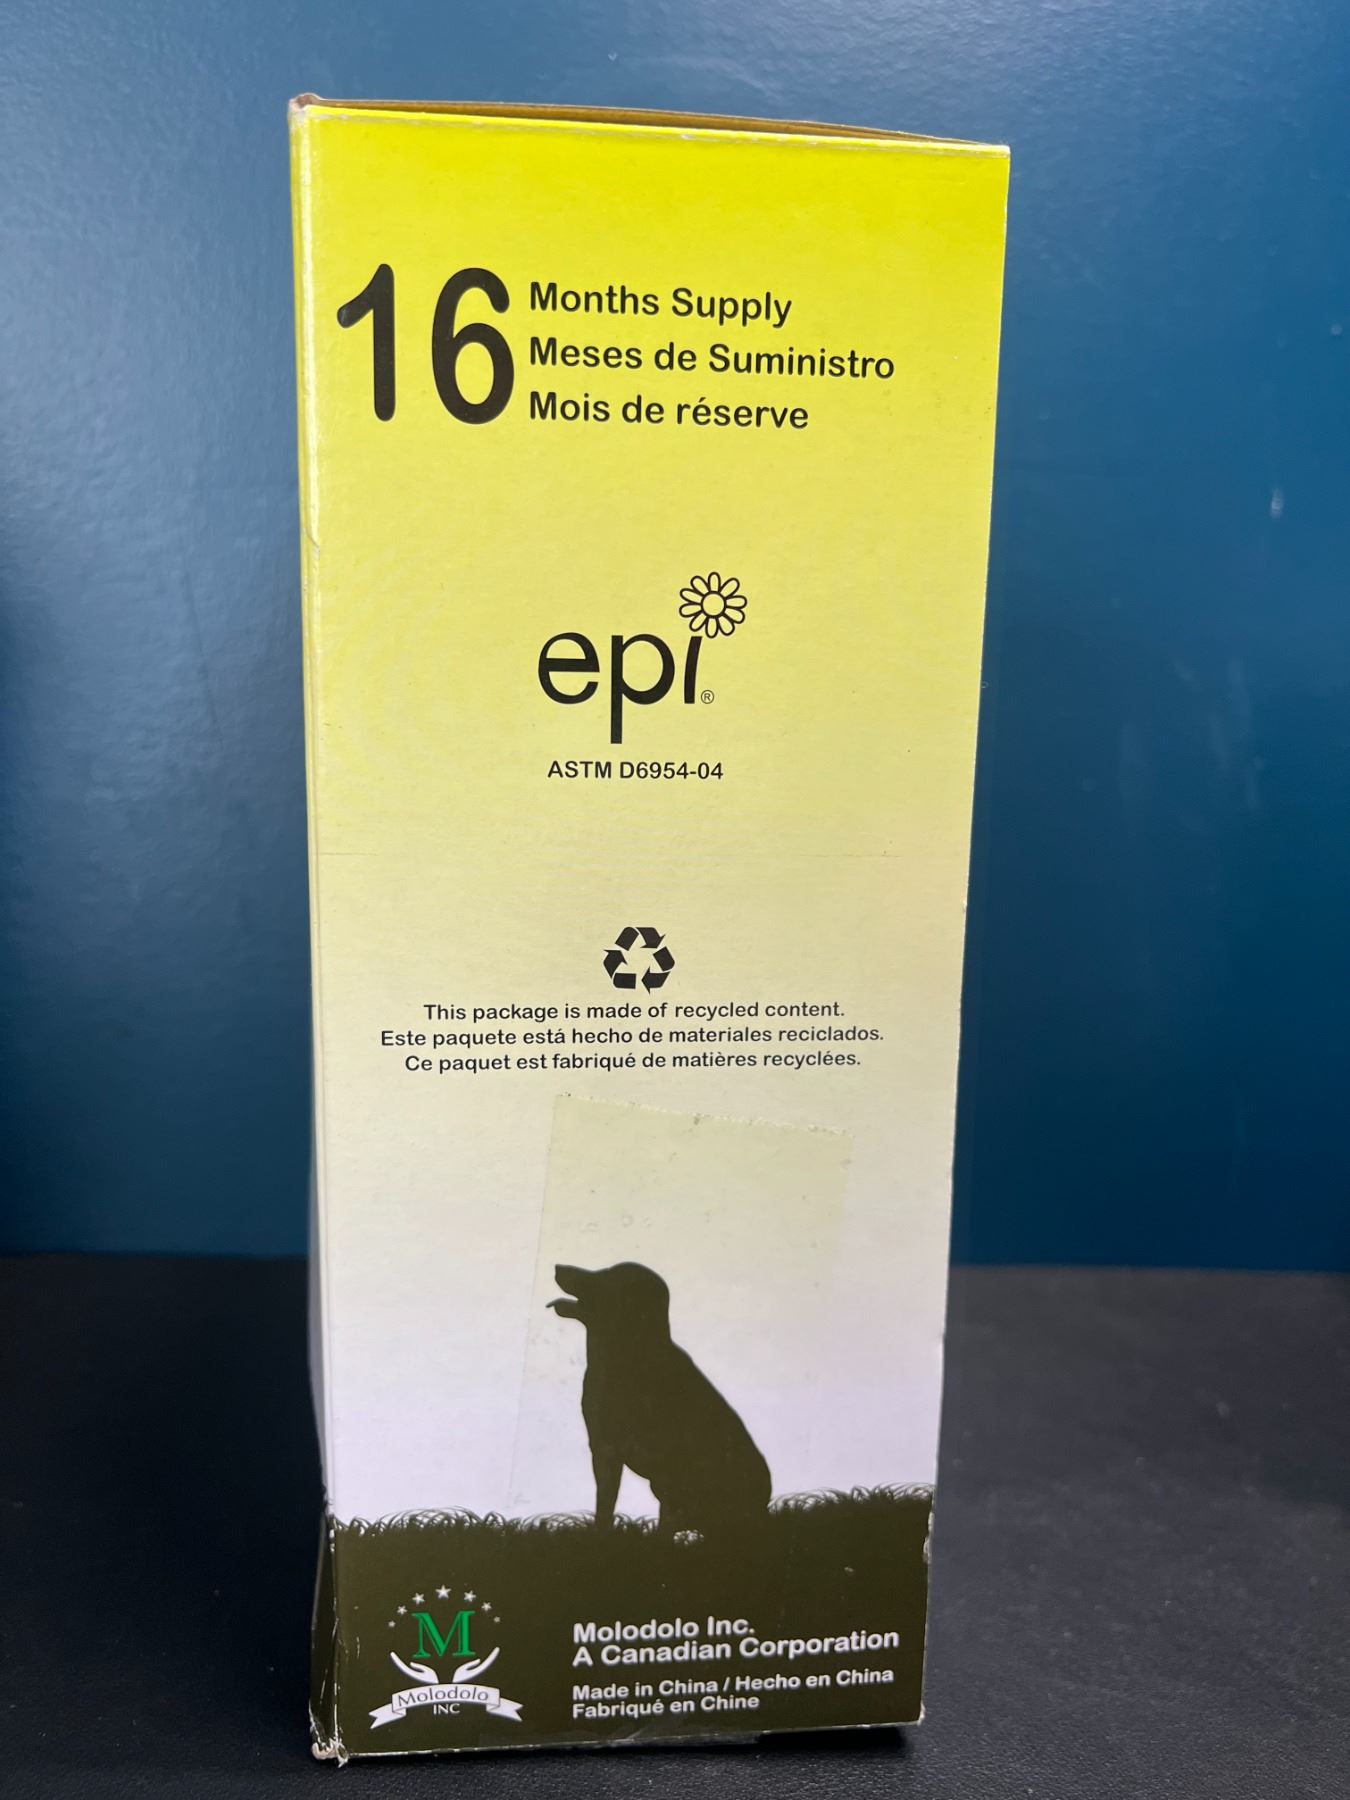 16 Months Supply
Meses de Suministro
Mois de réserve
epi®
ASTM D6954-04
This package is made of recycled content.
Este paquete está hecho de materiales reciclados.
Ce paquet est fabriqué de matières recyclées.
M
Molodolo
INC
Molodolo Inc.
A Canadian Corporation
Made in China / Hecho en China
Fabriqué en Chine